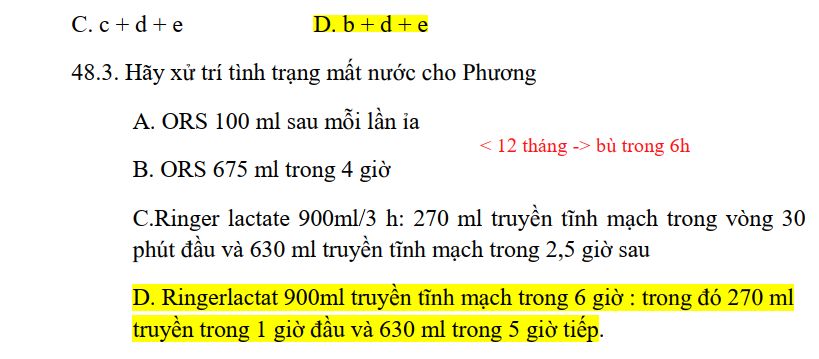 C. c + d + e D. b + d + e
48.3. Hãy xử trí tình trạng mất nước cho Phương
A. ORS 100 ml sau mỗi lần ỉa
< 12 tháng -> bù trong 6h
B. ORS 675 ml trong 4 giờ
C.Ringer lactate 900ml/3 h: 270 ml truyền tĩnh mạch trong vòng 30
phút đầu và 630 ml truyền tĩnh mạch trong 2,5 giờ sau
D. Ringerlactat 900ml truyền tĩnh mạch trong 6 giờ : trong đó 270 ml
truyền trong 1 giờ đầu và 630 ml trong 5 giờ tiếp.